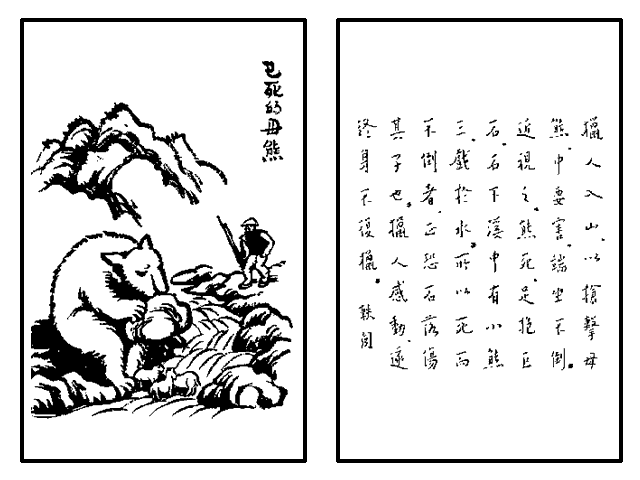 已死的母熊
獵人入山、以槍擊母
熊、中要害、端坐不倒。
近視之。熊死、足抱巨
石。石下溪中有小熊
三、戲於水。所以死而
不倒者、正恐石落傷
其子也。獵人感動、遂
終身不復獵。 軼聞